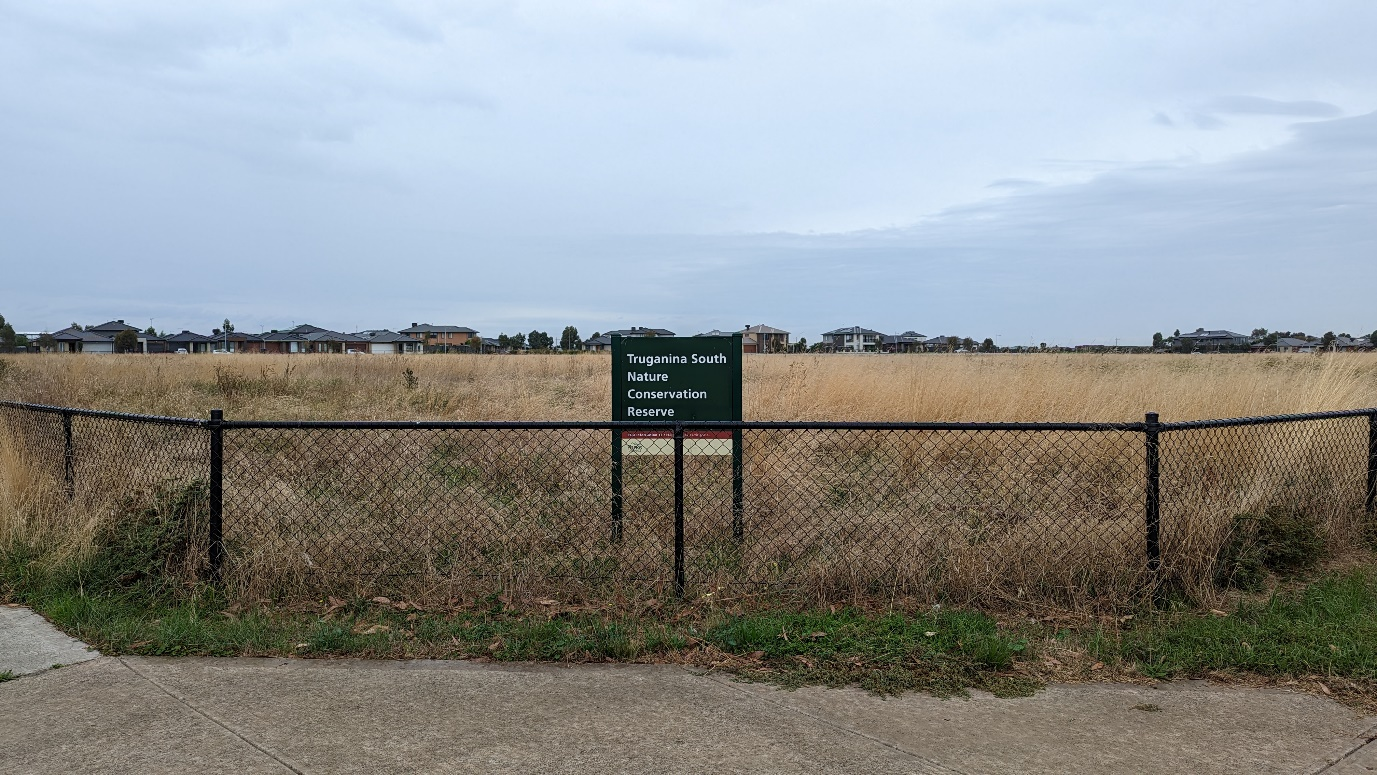 Truganina South
Nature
Conservation
Reserve